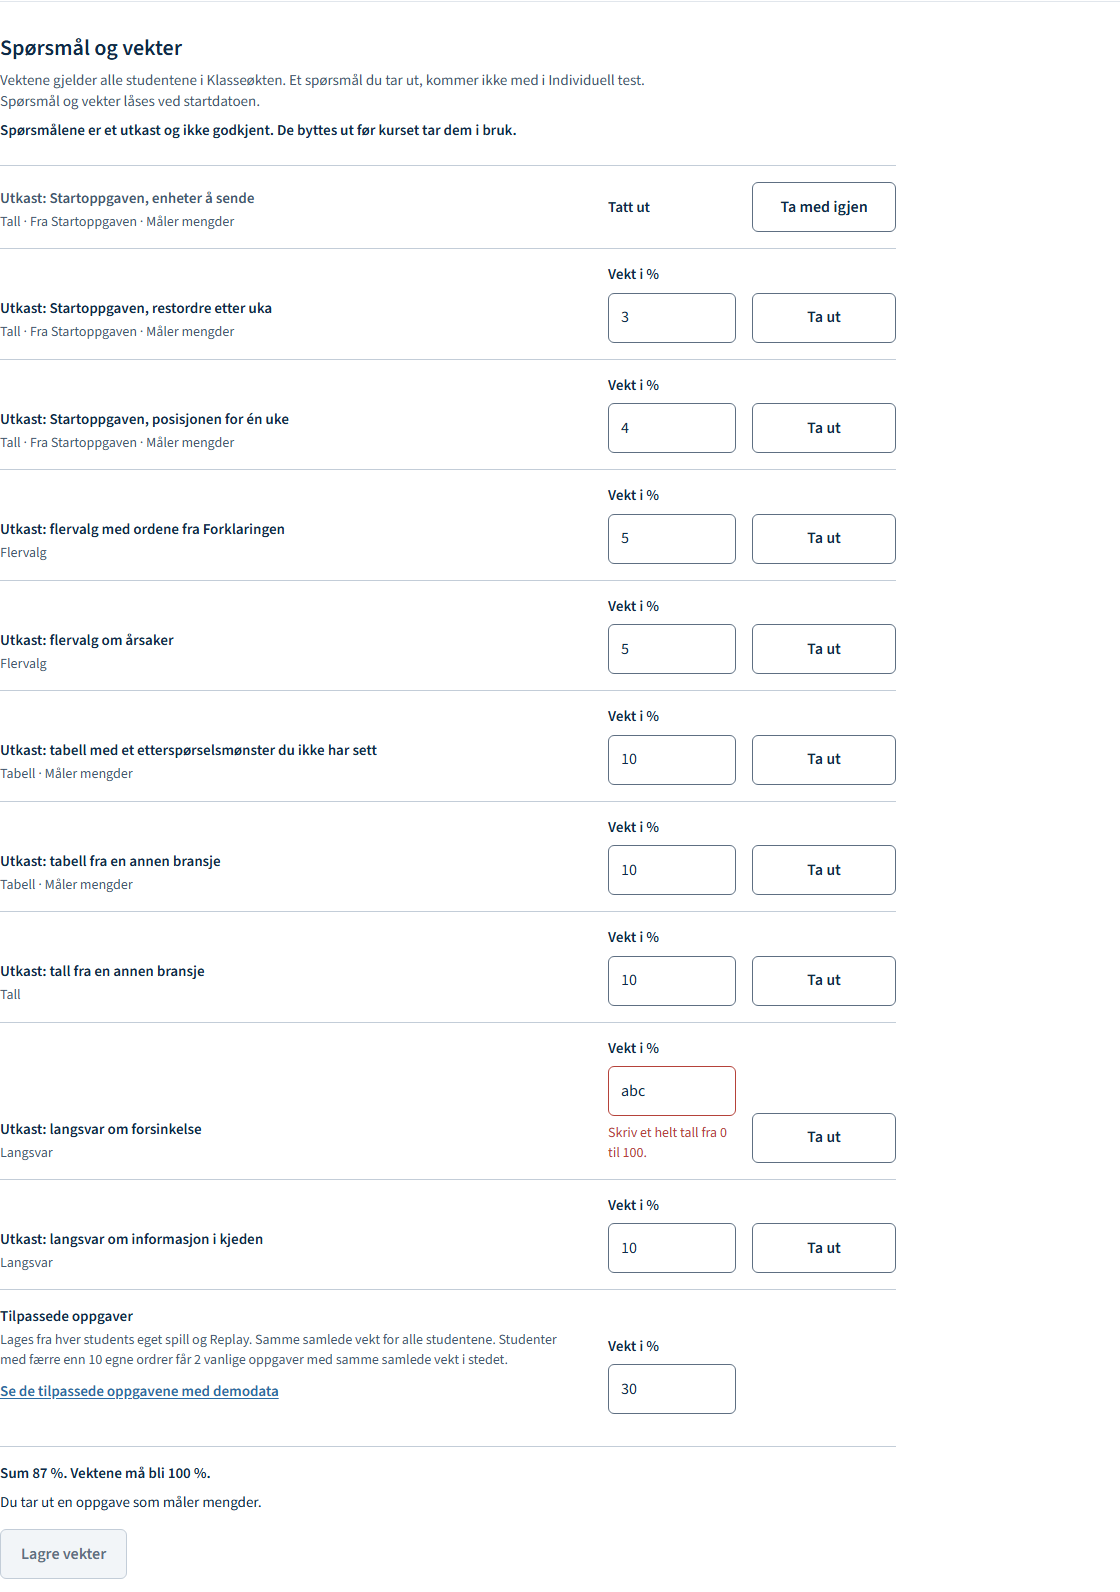 Spørsmål og vekter
Vektene gjelder alle studentene i Klasseøkten. Et spørsmål du tar ut, kommer ikke med i Individuell test.
Spørsmål og vekter låses ved startdatoen.
Spørsmålene er et utkast og ikke godkjent. De byttes ut før kurset tar dem i bruk.
Utkast: Startoppgaven, enheter å sende
Tall · Fra Startoppgaven · Måler mengder
Tatt ut
Ta med igjen
Vekt i %
Utkast: Startoppgaven, restordre etter uka
Tall · Fra Startoppgaven · Måler mengder
3
Ta ut
Vekt i %
Utkast: Startoppgaven, posisjonen for én uke
Tall · Fra Startoppgaven · Måler mengder
4
Ta ut
Vekt i %
Utkast: flervalg med ordene fra Forklaringen
Flervalg
5
Ta ut
Vekt i %
Utkast: flervalg om årsaker
Flervalg
5
Ta ut
Vekt i %
Utkast: tabell med et etterspørselsmønster du ikke har sett
Tabell · Måler mengder
10
Ta ut
Vekt i %
Utkast: tabell fra en annen bransje
Tabell · Måler mengder
10
Ta ut
Vekt i %
Utkast: tall fra en annen bransje
Tall
10
Ta ut
Vekt i %
abc
Utkast: langsvar om forsinkelse
Langsvar
Skriv et helt tall fra 0
til 100.
Ta ut
Vekt i %
Utkast: langsvar om informasjon i kjeden
Langsvar
10
Ta ut
Tilpassede oppgaver
Lages fra hver students eget spill og Replay. Samme samlede vekt for alle studentene. Studenter
med færre enn 10 egne ordrer får 2 vanlige oppgaver med samme samlede vekt i stedet.
Se de tilpassede oppgavene med demodata
Vekt i %
30
Sum 87 %. Vektene må bli 100 %.
Du tar ut en oppgave som måler mengder.
Lagre vekter